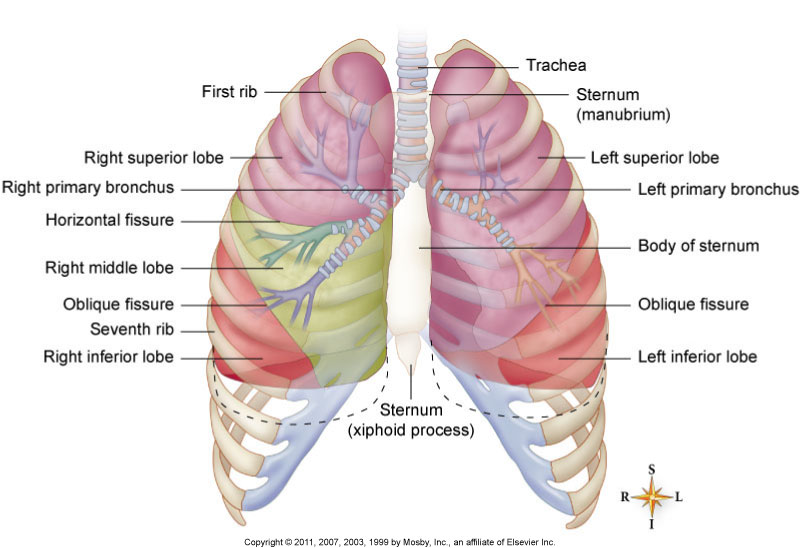 Trachea
First rib
Sternum
(manubrium)
Right superior lobe
Left superior lobe
Right primary bronchus
Left primary bronchus
Horizontal fissure
Body of sternum
Right middle lobe
Oblique fissure
Oblique fissure
Seventh rib
Right inferior lobe
Left inferior lobe
Sternum
(xiphoid process)
S
R L
I
Copyright © 2011, 2007, 2003, 1999 by Mosby, Inc., an affiliate of Elsevier Inc.